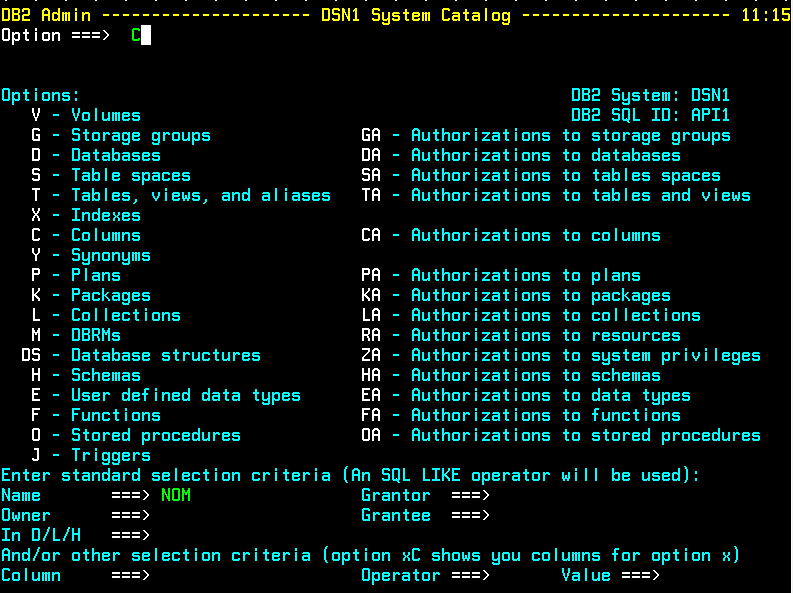 DB2 Admin --------------------- DSN1 System Catalog --------------------- 11:15
Option ===>  C
Options:                                                 DB2 System: DSN1
   V - Volumes                                           DB2 SQL ID: API1
   G - Storage groups               GA - Authorizations to storage groups
   D - Databases                    DA - Authorizations to databases
   S - Table spaces                 SA - Authorizations to tables spaces
   T - Tables, views, and aliases   TA - Authorizations to tables and views
   X - Indexes
   C - Columns                      CA - Authorizations to columns
   Y - Synonyms
   P - Plans                        PA - Authorizations to plans
   K - Packages                     KA - Authorizations to packages
   L - Collections                  LA - Authorizations to collections
   M - DBRMs                        RA - Authorizations to resources
  DS - Database structures          ZA - Authorizations to system privileges
   H - Schemas                      HA - Authorizations to schemas
   E - User defined data types      EA - Authorizations to data types
   F - Functions                    FA - Authorizations to functions
   O - Stored procedures            OA - Authorizations to stored procedures
   J - Triggers
Enter standard selection criteria (An SQL LIKE operator will be used):
Name       ===> NOM                 Grantor  ===>
Owner      ===>                     Grantee  ===>
In D/L/H   ===>
And/or other selection criteria (option xC shows you columns for option x)
Column     ===>                     Operator ===>       Value ===>